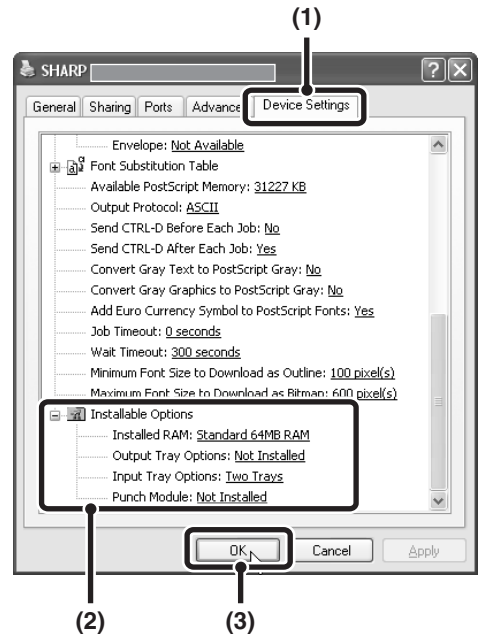 (1)
SHARP
General Sharing Ports Advance Device Settings
Envelope: Not Available
Font Substitution Table
Available PostScript Memory: 31227 KB
Output Protocol: ASCII
Send CTRL-D Before Each Job: No
Send CTRL-D After Each Job: Yes
Convert Gray Text to PostScript Gray: No
Convert Gray Graphics to PostScript Gray: No
Add Euro Currency Symbol to PostScript Fonts: Yes
Job Timeout: 0 seconds
Wait Timeout: 300 seconds
Minimum Font Size to Download as Outline: 100 pixel(s)
Maximum Font Size to Download as Bitmap: 600 pixel(s)
Installable Options
Installed RAM: Standard 64MB RAM
Output Tray Options: Not Installed
Input Tray Options: Two Trays
Punch Module: Not Installed
OK Cancel Apply
(2) (3)